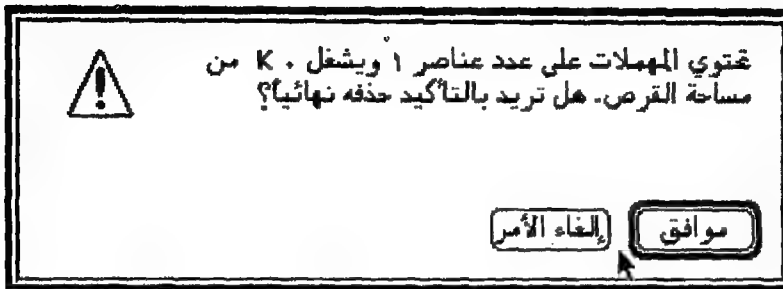 تحتوي المهملات على عدد عناصر ١ ويشغل ٠ K من
مساحة القرص. هل تريد بالتأكيد حذفه نهائياً؟
موافق
إلغاء الأمر